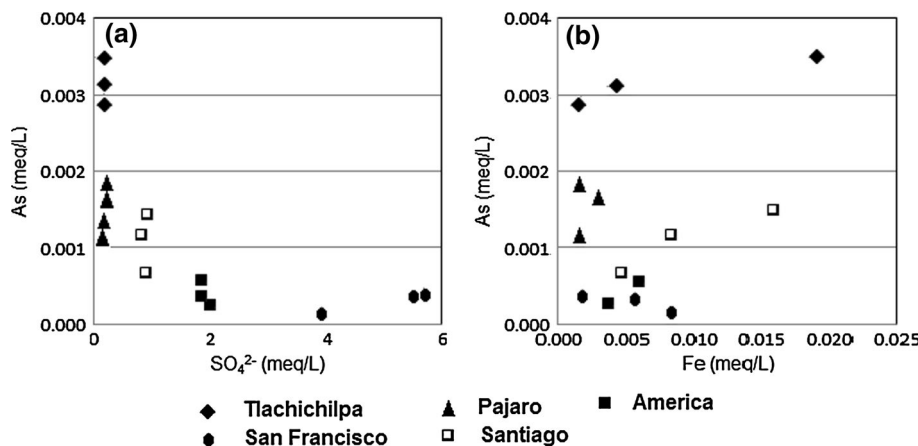 (a)
0.004
0.003
0.002
0.001
0.000
As (meq/L)
0 2 4 6
SO₄²⁻ (meq/L)
(b)
0.004
0.003
0.002
0.001
0.000
As (meq/L)
0.000 0.005 0.010 0.015 0.020 0.025
Fe (meq/L)
Tlachichilpa Pajaro America
San Francisco Santiago